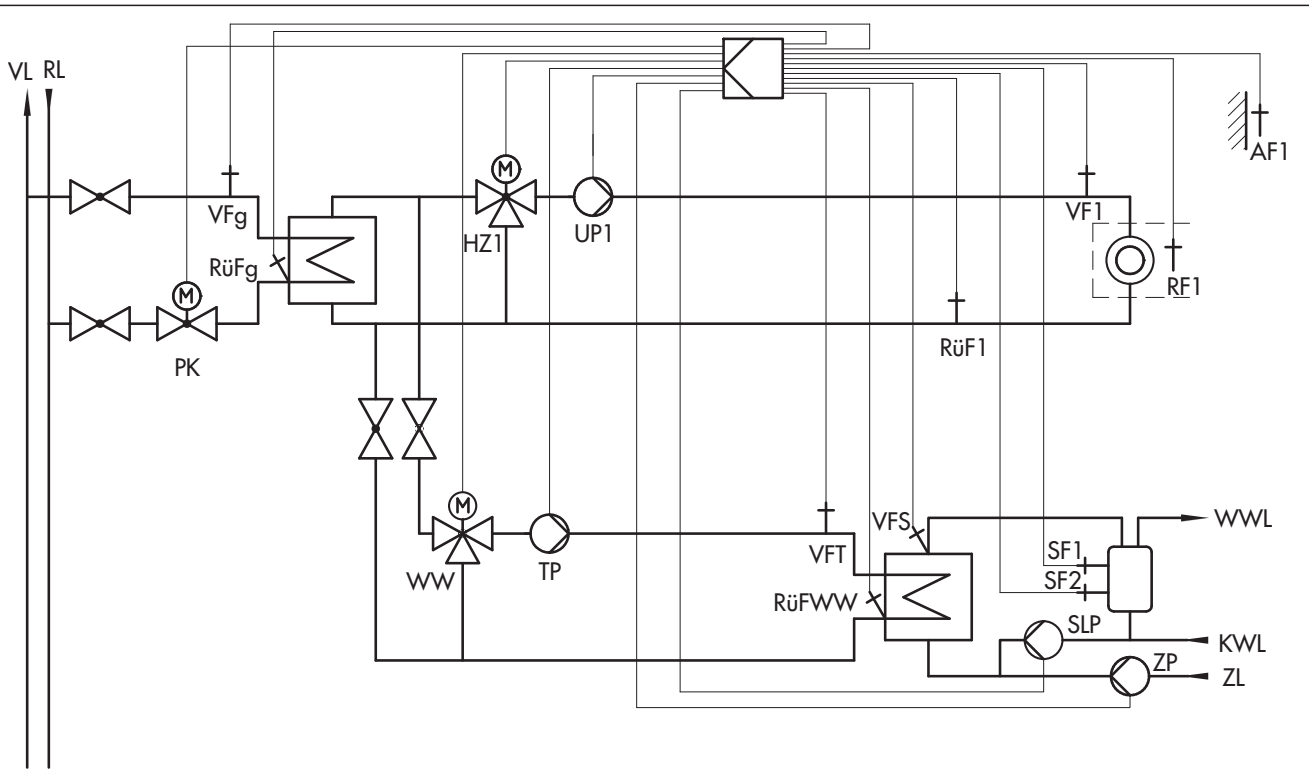 VL RL
AF1
M
VFg
HZ1
UP1
VF1
RüFg
M
RF1
PK
RüF1
M
WW
TP
VFT
VFS
WWL
SF1
SF2
RüFWW
SLP
KWL
ZP
ZL